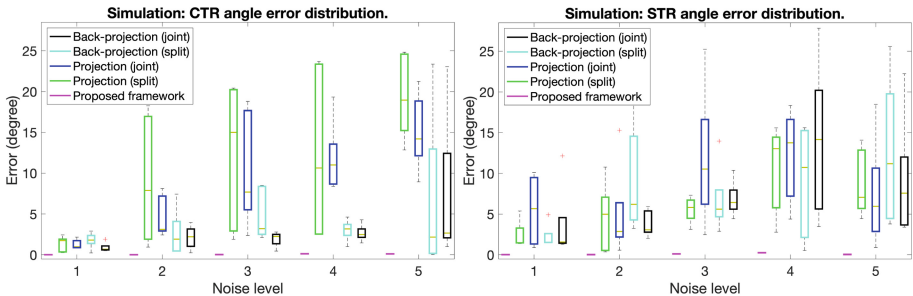 Simulation: CTR angle error distribution.
Error (degree)
25
20
15
10
5
0
Back-projection (joint)
Back-projection (split)
Projection (joint)
Projection (split)
Proposed framework
1 2 3 4 5
Noise level
Simulation: STR angle error distribution.
Error (degree)
25
20
15
10
5
0
Back-projection (joint)
Back-projection (split)
Projection (joint)
Projection (split)
Proposed framework
1 2 3 4 5
Noise level